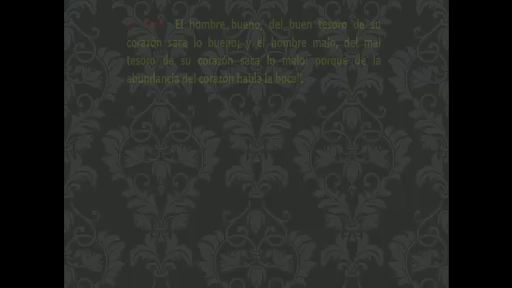 El hombre bueno, del buen tesoro de su
corazón saca lo bueno; y el hombre malo, del mal
tesoro de su corazón saca lo malo: porque de la
abundancia del corazón habla la boca".